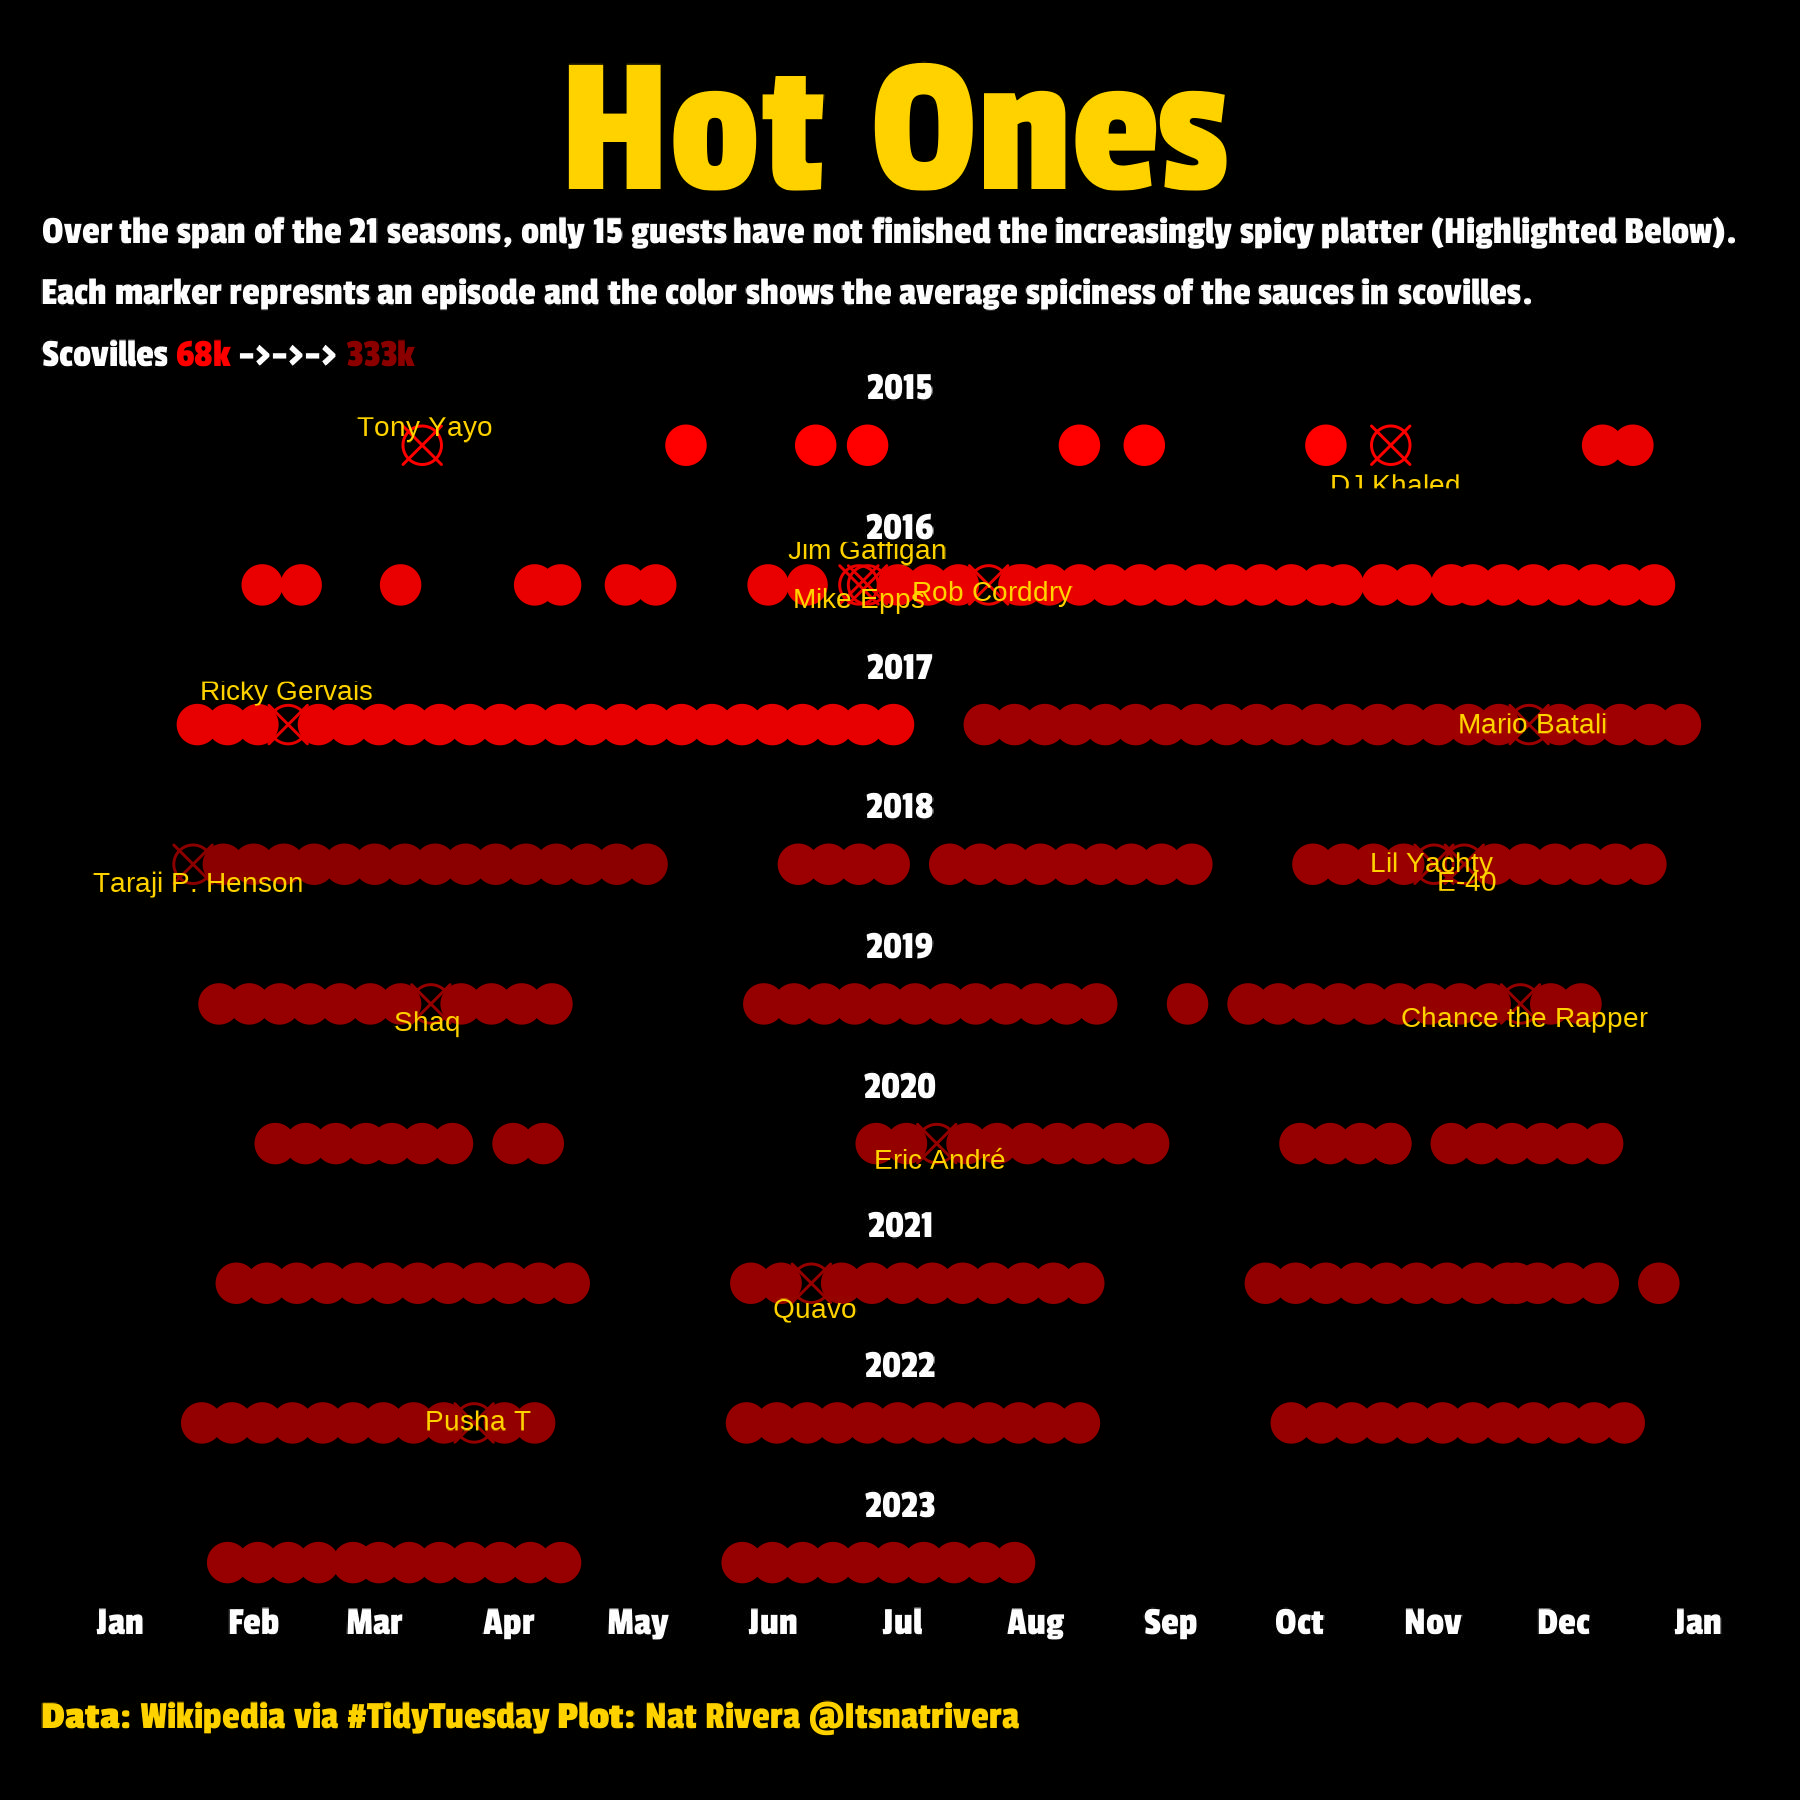 Hot Ones
Over the span of the 21 seasons, only 15 guests have not finished the increasingly spicy platter (Highlighted Below).
Each marker represnts an episode and the color shows the average spiciness of the sauces in scovilles.
Scovilles 68k ->->-> 333k
2015
Tony Yayo
DJ Khaled
2016
Jim Gaffigan
Mike Epps
Rob Corddry
2017
Ricky Gervais
Mario Batali
2018
Taraji P. Henson
Lil Yachty
E-40
2019
Shaq
Chance the Rapper
2020
Eric André
2021
Quavo
2022
Pusha T
2023
Jan Feb Mar Apr May Jun Jul Aug Sep Oct Nov Dec Jan
Data: Wikipedia via #TidyTuesday Plot: Nat Rivera @Itsnatrivera